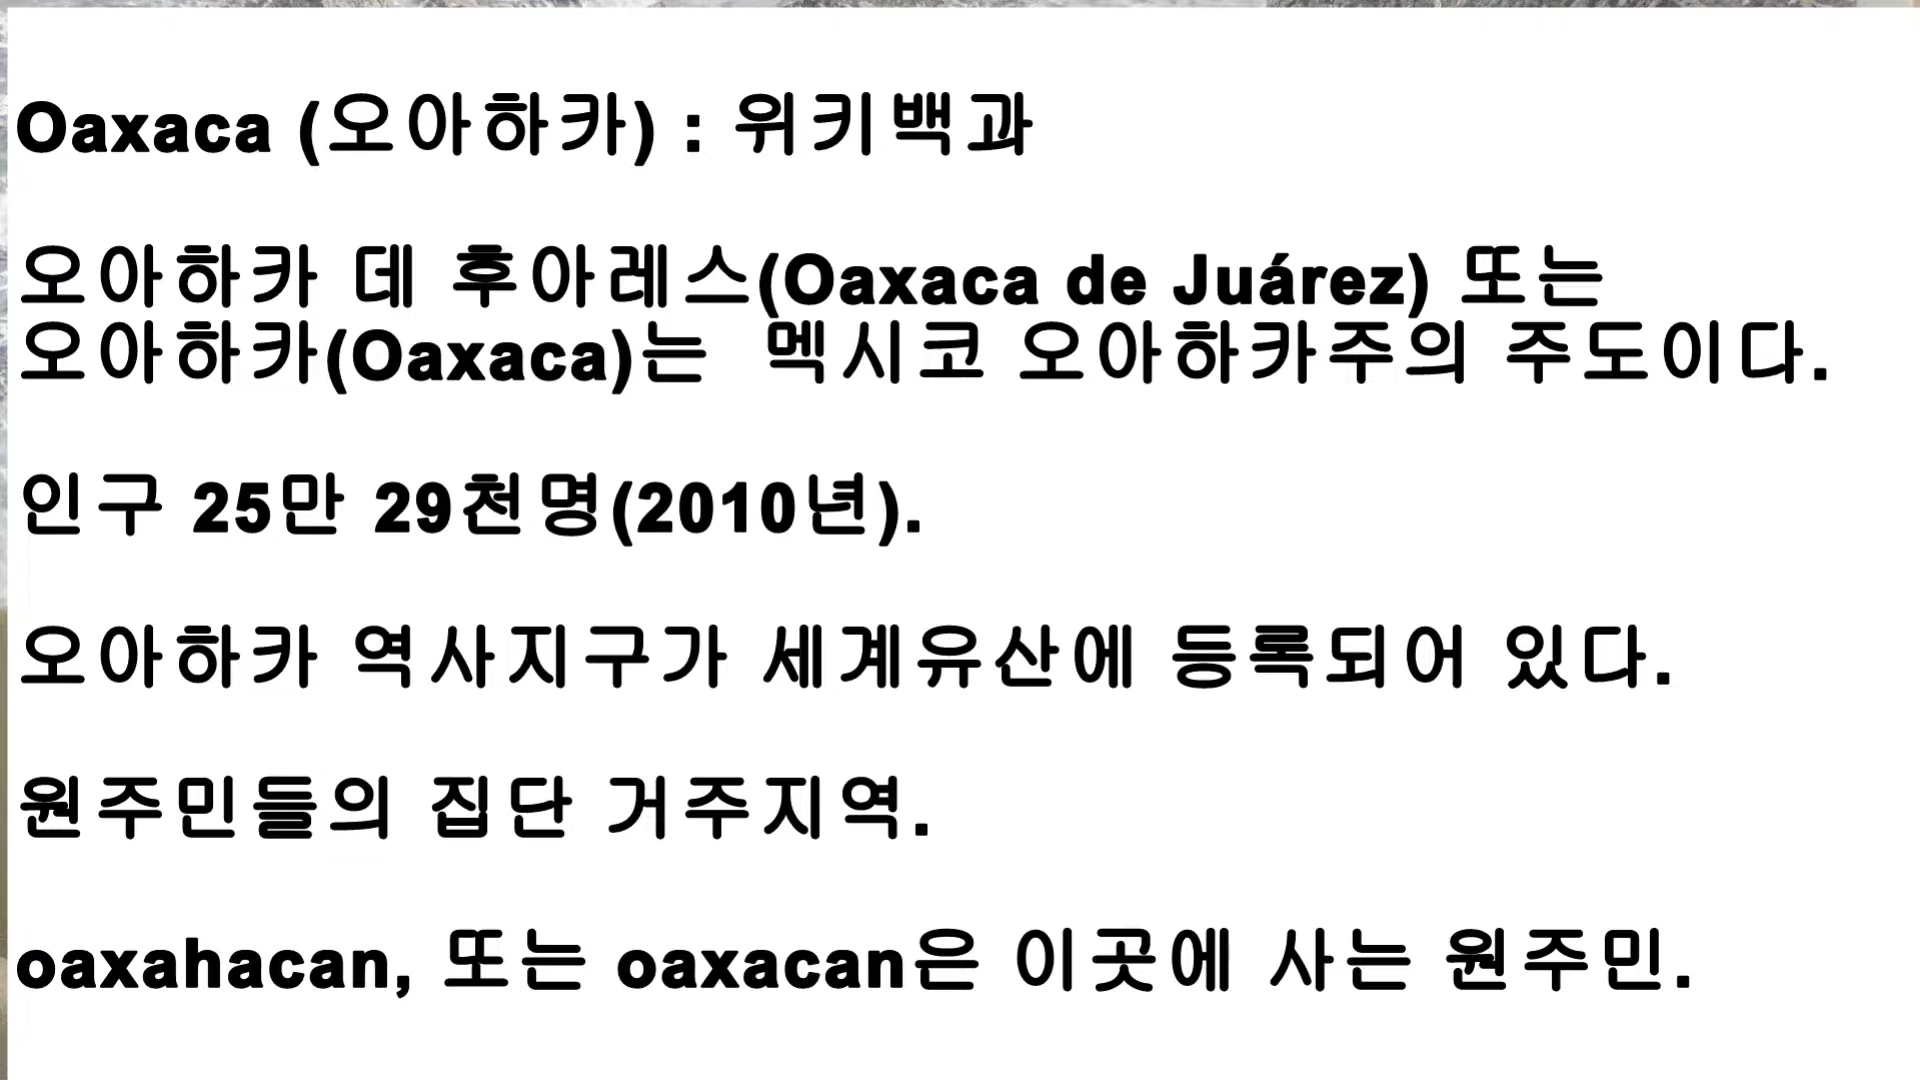 Oaxaca (오아하카) : 위키백과
오아하카 데 후아레스(Oaxaca de Juárez) 또는
오아하카(Oaxaca)는 멕시코 오아하카주의 주도이다.
인구 25만 29천명(2010년).
오아하카 역사지구가 세계유산에 등록되어 있다.
원주민들의 집단 거주지역.
oaxahacan, 또는 oaxacan은 이곳에 사는 원주민.